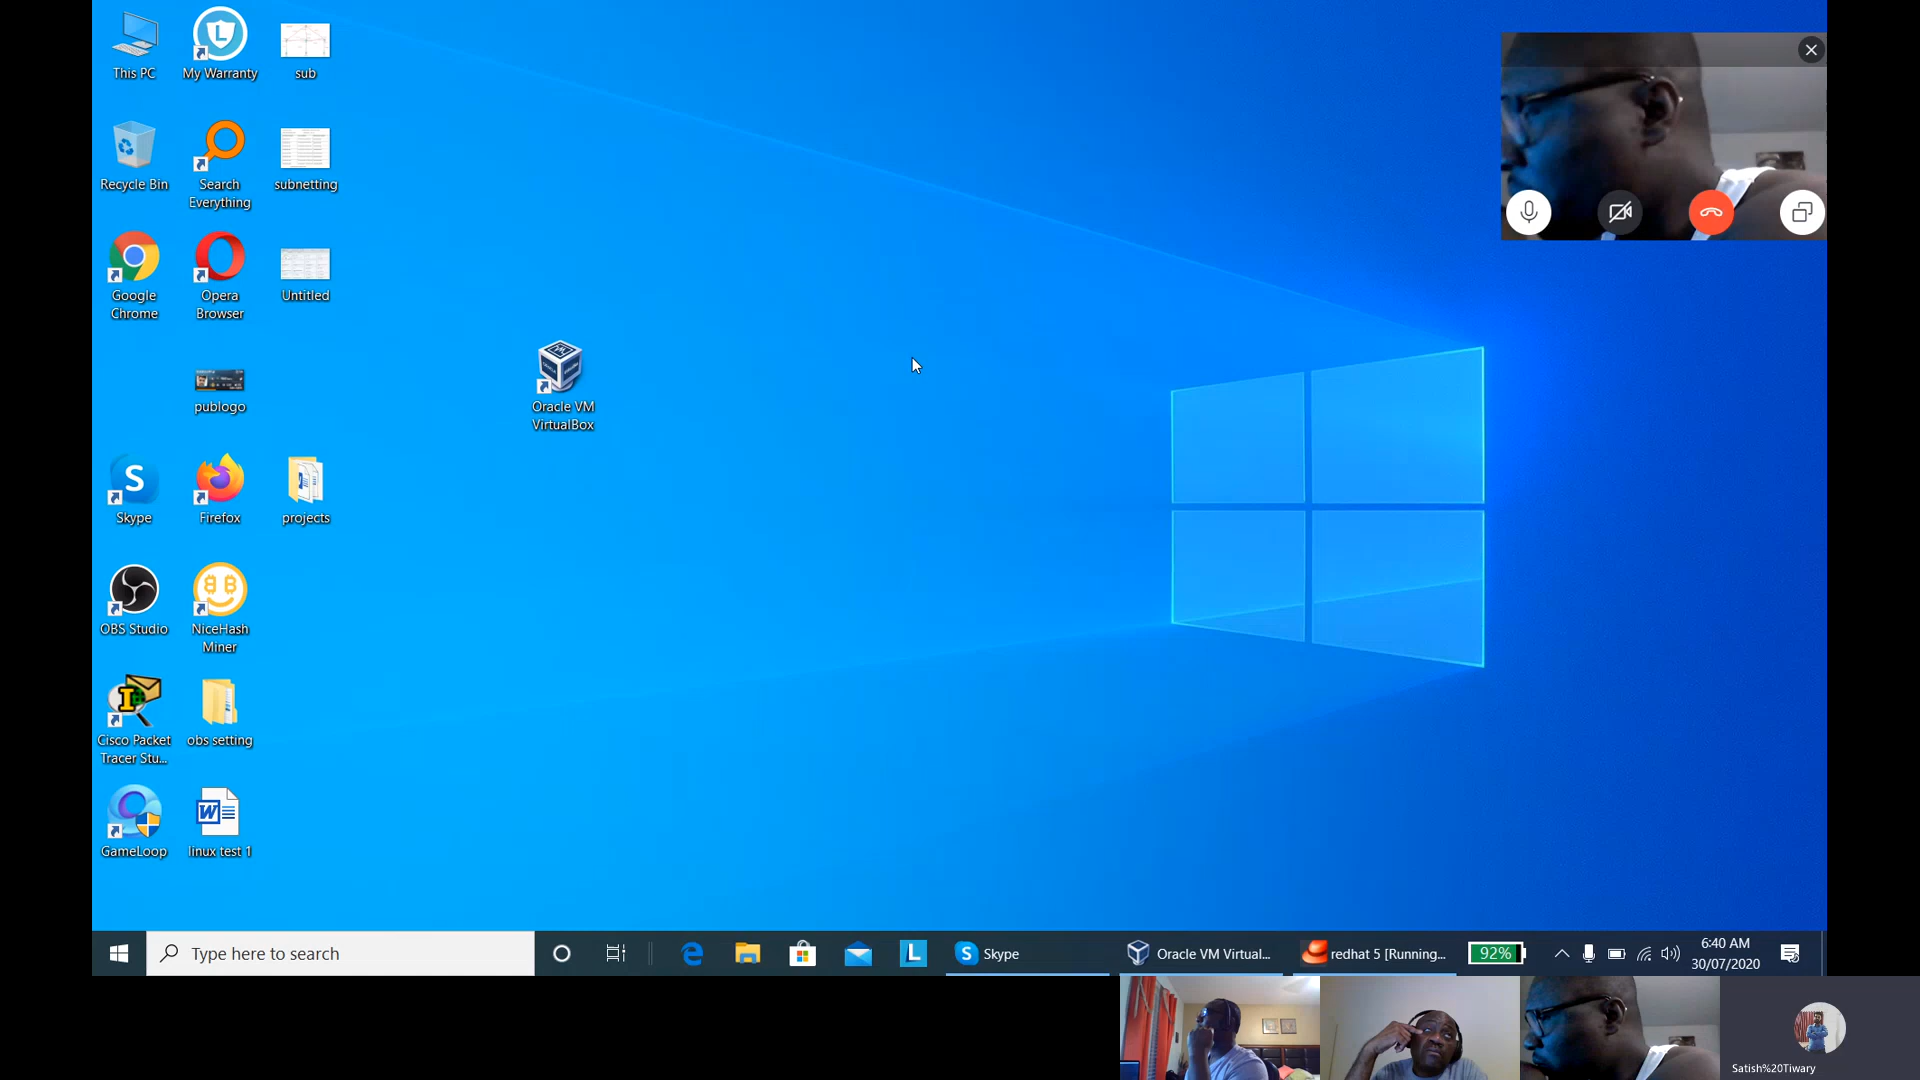 This PC
My Warranty
sub
Recycle Bin
Search
Everything
subnetting
Google
Chrome
Opera
Browser
Untitled
publogo
Oracle VM
VirtualBox
Skype
Firefox
projects
OBS Studio
NiceHash
Miner
Cisco Packet
Tracer Stu...
obs setting
GameLoop
linux test 1
Type here to search
Skype
Oracle VM Virtual...
redhat 5 [Running...
92%
6:40 AM
30/07/2020
Satish%20Tiwary